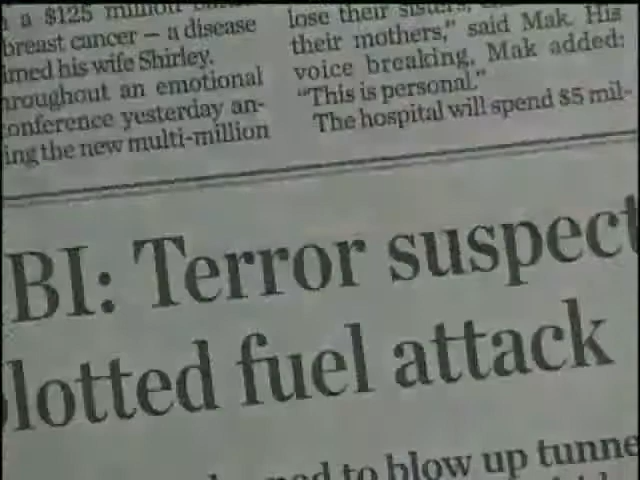 a $125 million
breast cancer – a disease
imed his wife Shirley.
hroughout an emotional
onference yesterday an-
ing the new multi-million
lose their sisters,
their mothers,” said Mak. His
voice breaking, Mak added:
“This is personal.”
The hospital will spend $5 mil-
BI: Terror suspect
lotted fuel attack
to blow up tunne